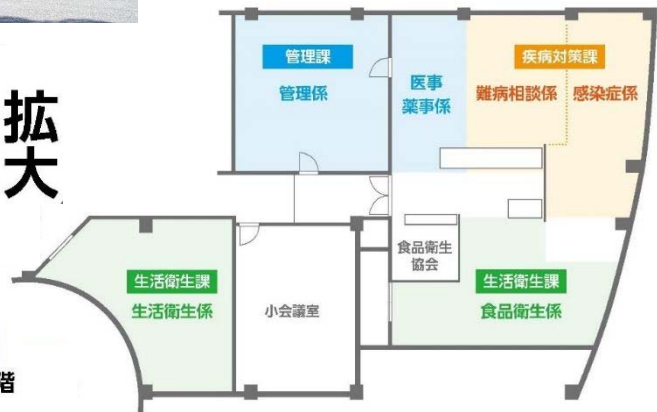 拡大
管理課
管理係
医事
薬事係
疾病対策課
難病相談係
感染症係
生活衛生課
生活衛生係
小会議室
食品衛生
協会
生活衛生課
食品衛生係
階